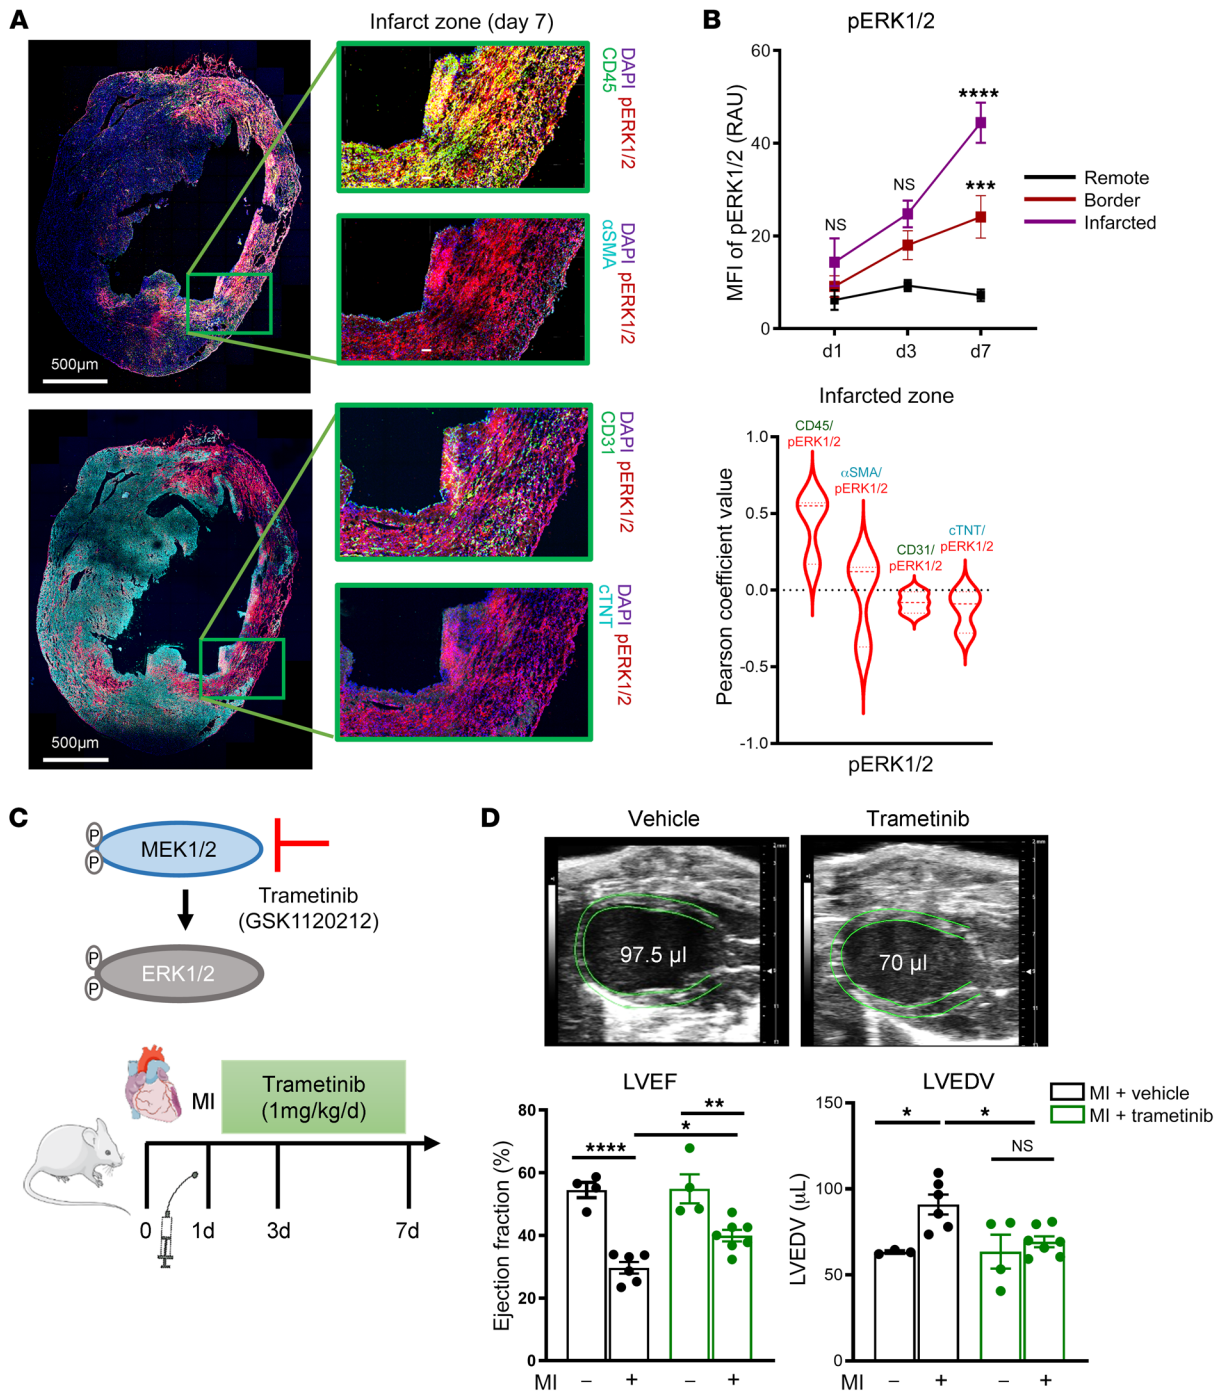 A
Infarct zone (day 7)
500µm
DAPI pERK1/2
CD45
DAPI pERK1/2
αSMA
500µm
DAPI pERK1/2
CD31
DAPI pERK1/2
cTNT
B
pERK1/2
MFI of pERK1/2 (RAU)
60
40
20
0
NS
NS
****
***
d1 d3 d7
Remote
Border
Infarcted
Infarcted zone
Pearson coefficient value
1.0
0.5
0.0
-0.5
-1.0
CD45/
pERK1/2
αSMA/
pERK1/2
CD31/
pERK1/2
cTNT/
pERK1/2
pERK1/2
C
P
P
MEK1/2
Trametinib
(GSK1120212)
P
P
ERK1/2
MI
Trametinib
(1mg/kg/d)
0 1d 3d 7d
D
Vehicle
Trametinib
97.5 µl
70 µl
LVEF
Ejection fraction (%)
80
60
40
20
0
****
*
**
MI – + – +
LVEDV
LVEDV (µL)
150
100
50
0
*
*
NS
MI – + – +
MI + vehicle
MI + trametinib